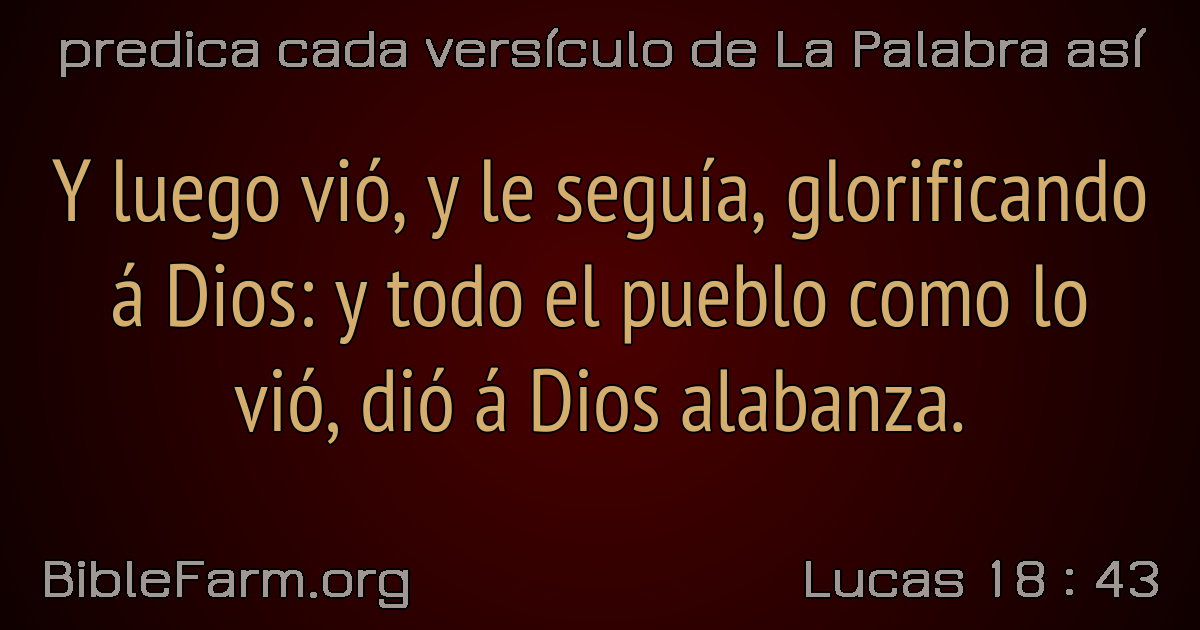 predica cada versículo de La Palabra así
Y luego vió, y le seguía, glorificando
á Dios: y todo el pueblo como lo
vió, dió á Dios alabanza.
BibleFarm.org
Lucas 18 : 43